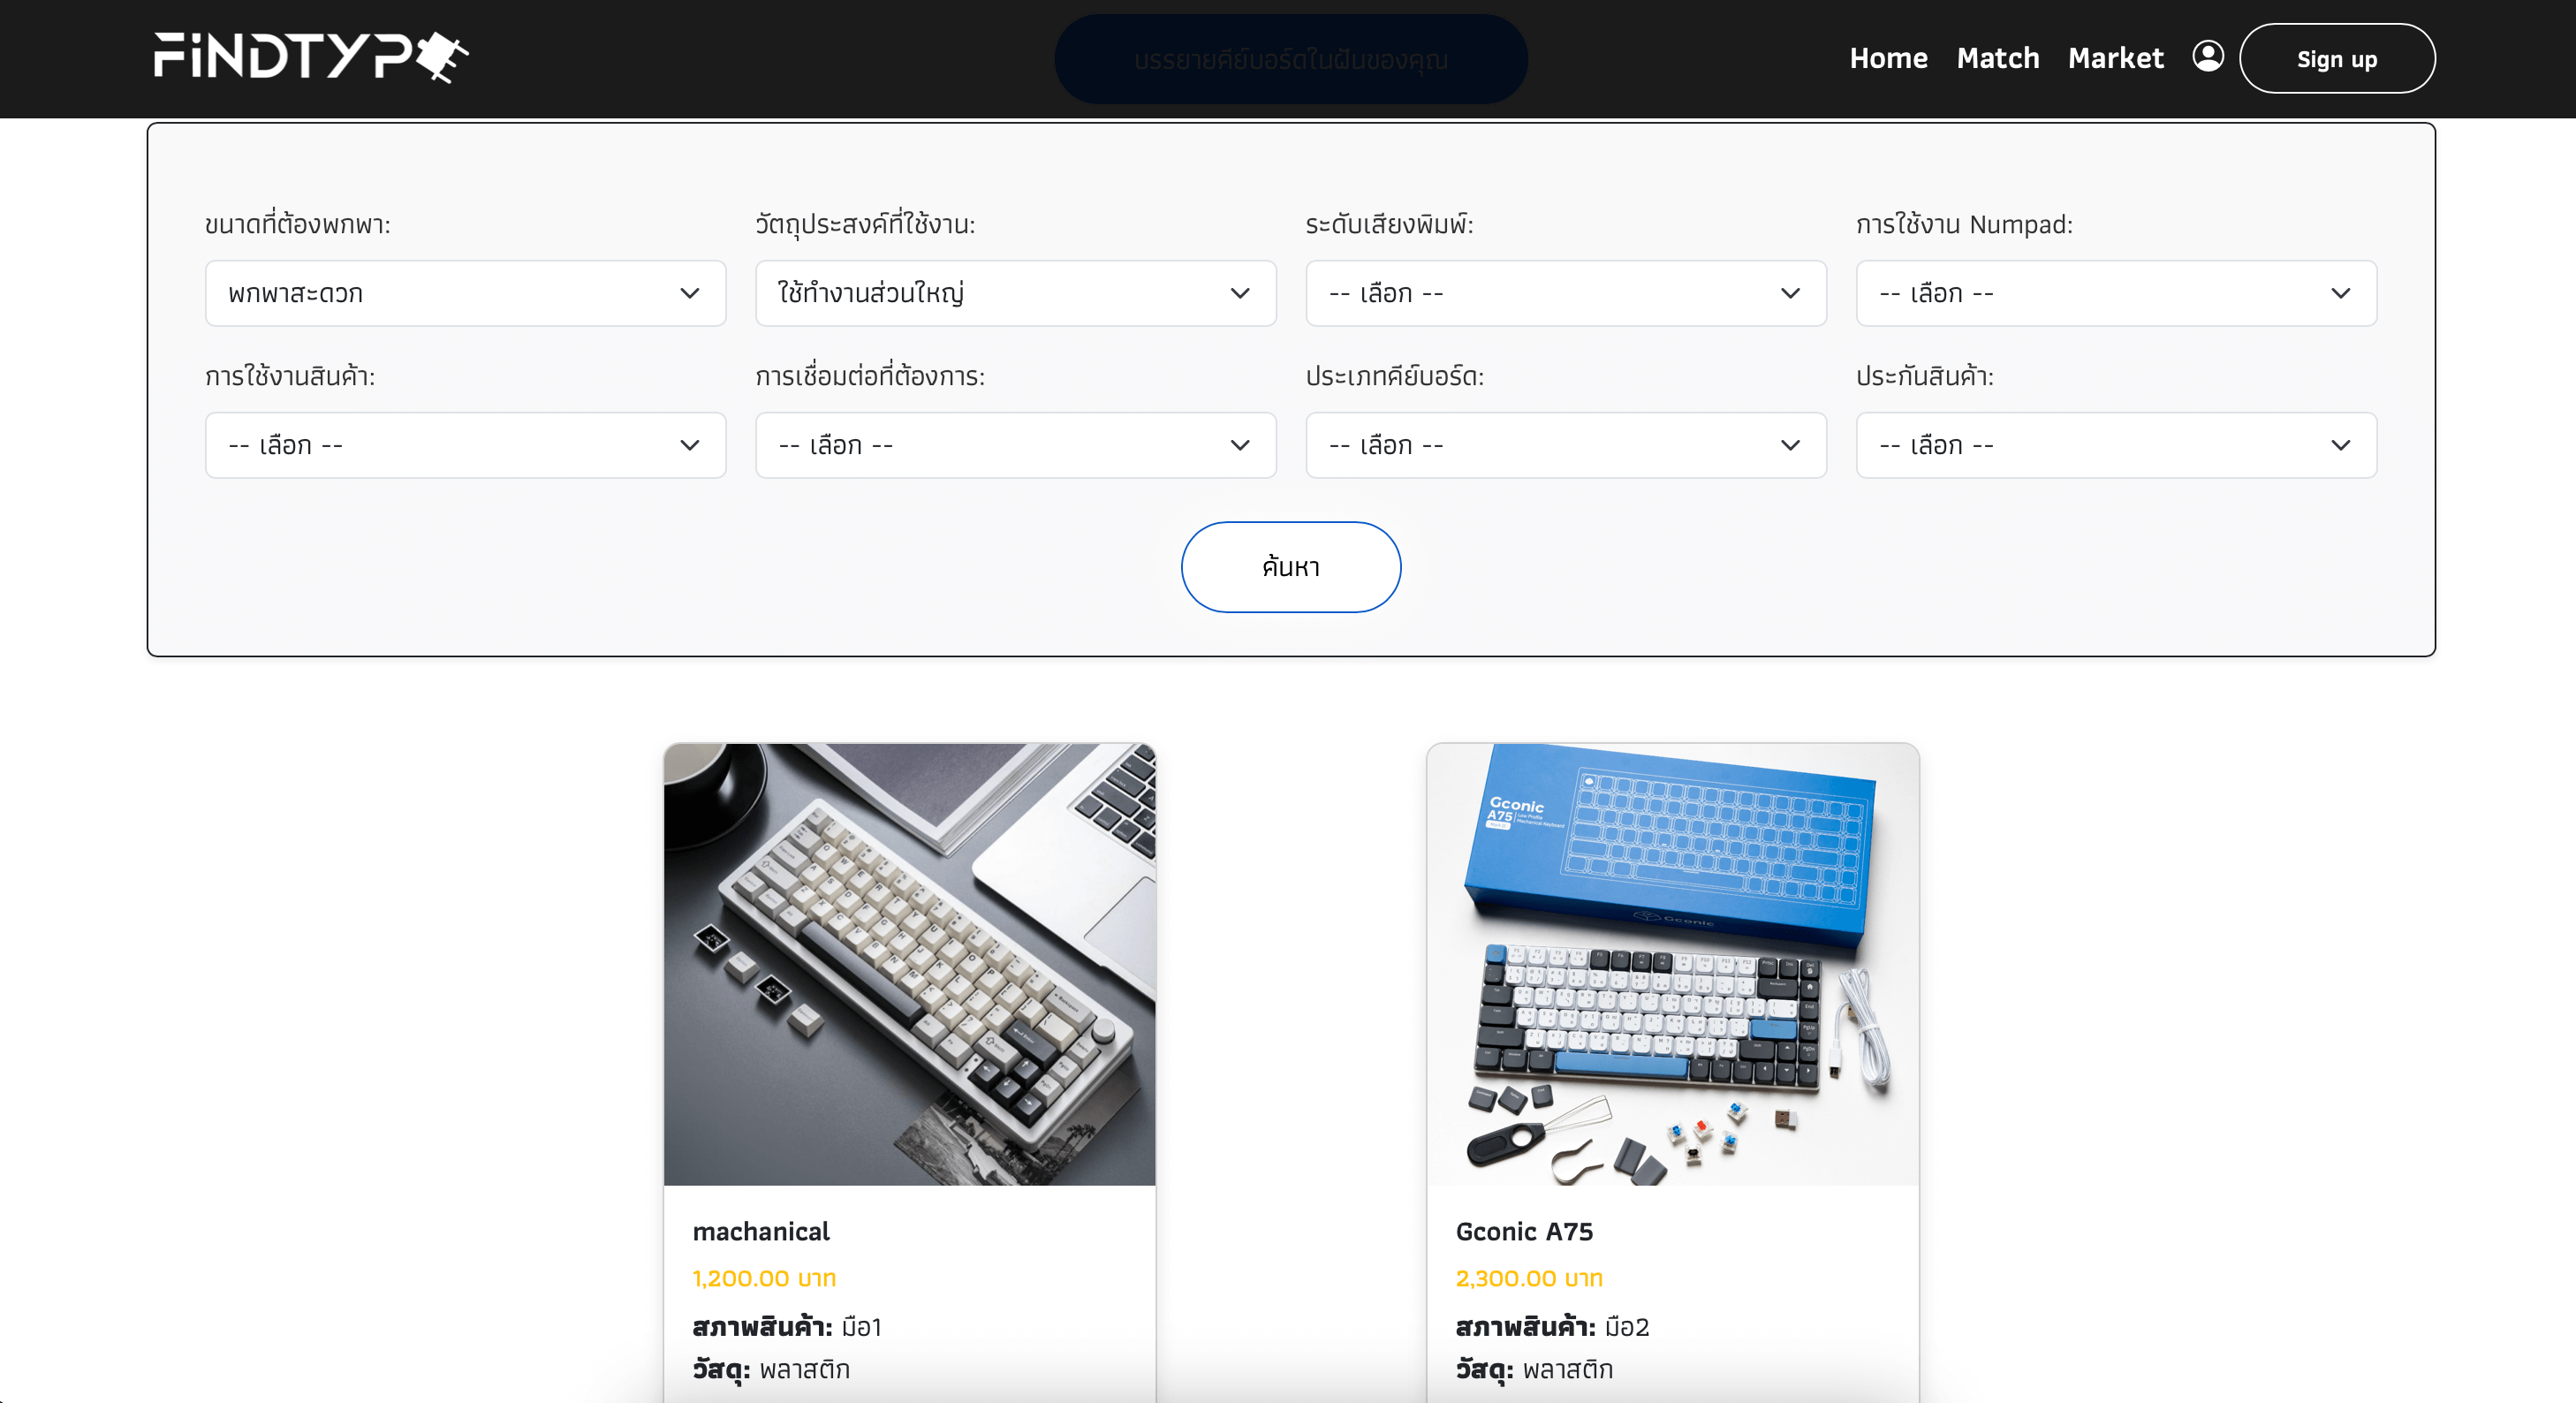 FiNDTYP
บรรยายคีย์บอร์ดในฝันของคุณ
Home Match Market Sign up
ขนาดที่ต้องพกพา: วัตถุประสงค์ที่ใช้งาน: ระดับเสียงพิมพ์: การใช้งาน Numpad:
พกพาสะดวก ใช้ทำงานส่วนใหญ่ -- เลือก -- -- เลือก --
การใช้งานสินค้า: การเชื่อมต่อที่ต้องการ: ประเภทคีย์บอร์ด: ประกันสินค้า:
-- เลือก -- -- เลือก -- -- เลือก -- -- เลือก --
ค้นหา
Gconic
A75
Low Profile
Mechanical Keyboard
Gconic
machanical
1,200.00 บาท
สภาพสินค้า: มือ1
วัสดุ: พลาสติก
Gconic A75
2,300.00 บาท
สภาพสินค้า: มือ2
วัสดุ: พลาสติก